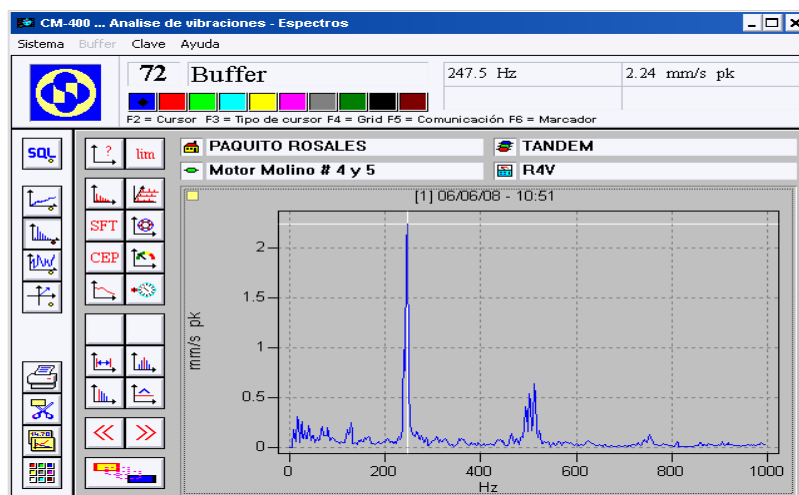 CM-400 ... Analise de vibraciones - Espectros
Sistema Buffer Clave Ayuda
72 Buffer 247.5 Hz 2.24 mm/s pk
F2 = Cursor F3 = Tipo de cursor F4 = Grid F5 = Comunicación F6 = Marcador
SQL ? lim PAQUITO ROSALES TANDEM
Motor Molino # 4 y 5 R4V
[1] 06/06/08 - 10:51
SFT
CEP
mm/s pk
2
1.5
1
0.5
0
0 200 400 600 800 1000
Hz
14.70